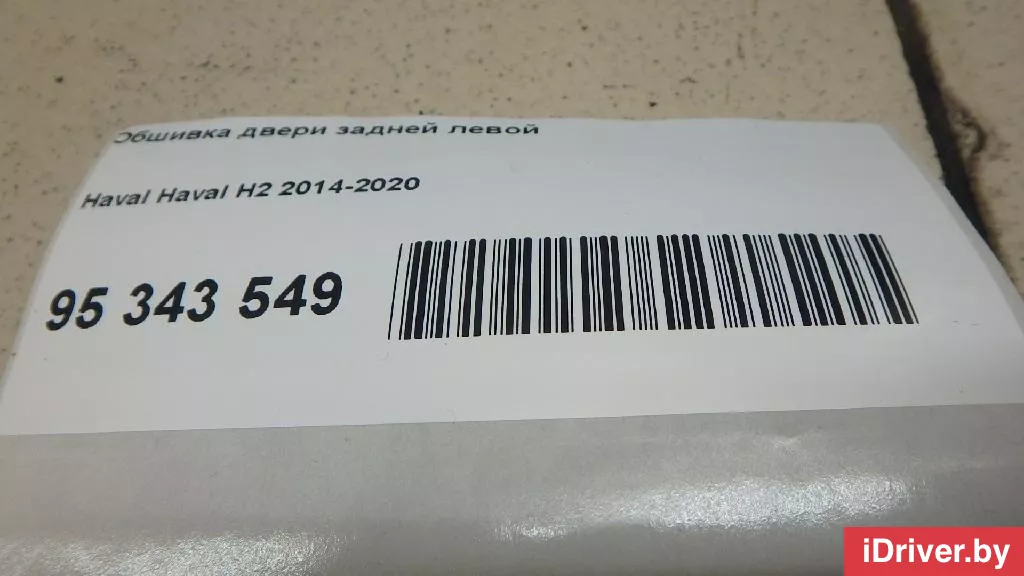 Обшивка двери задней левой
Haval Haval H2 2014-2020
95 343 549
iDriver.by